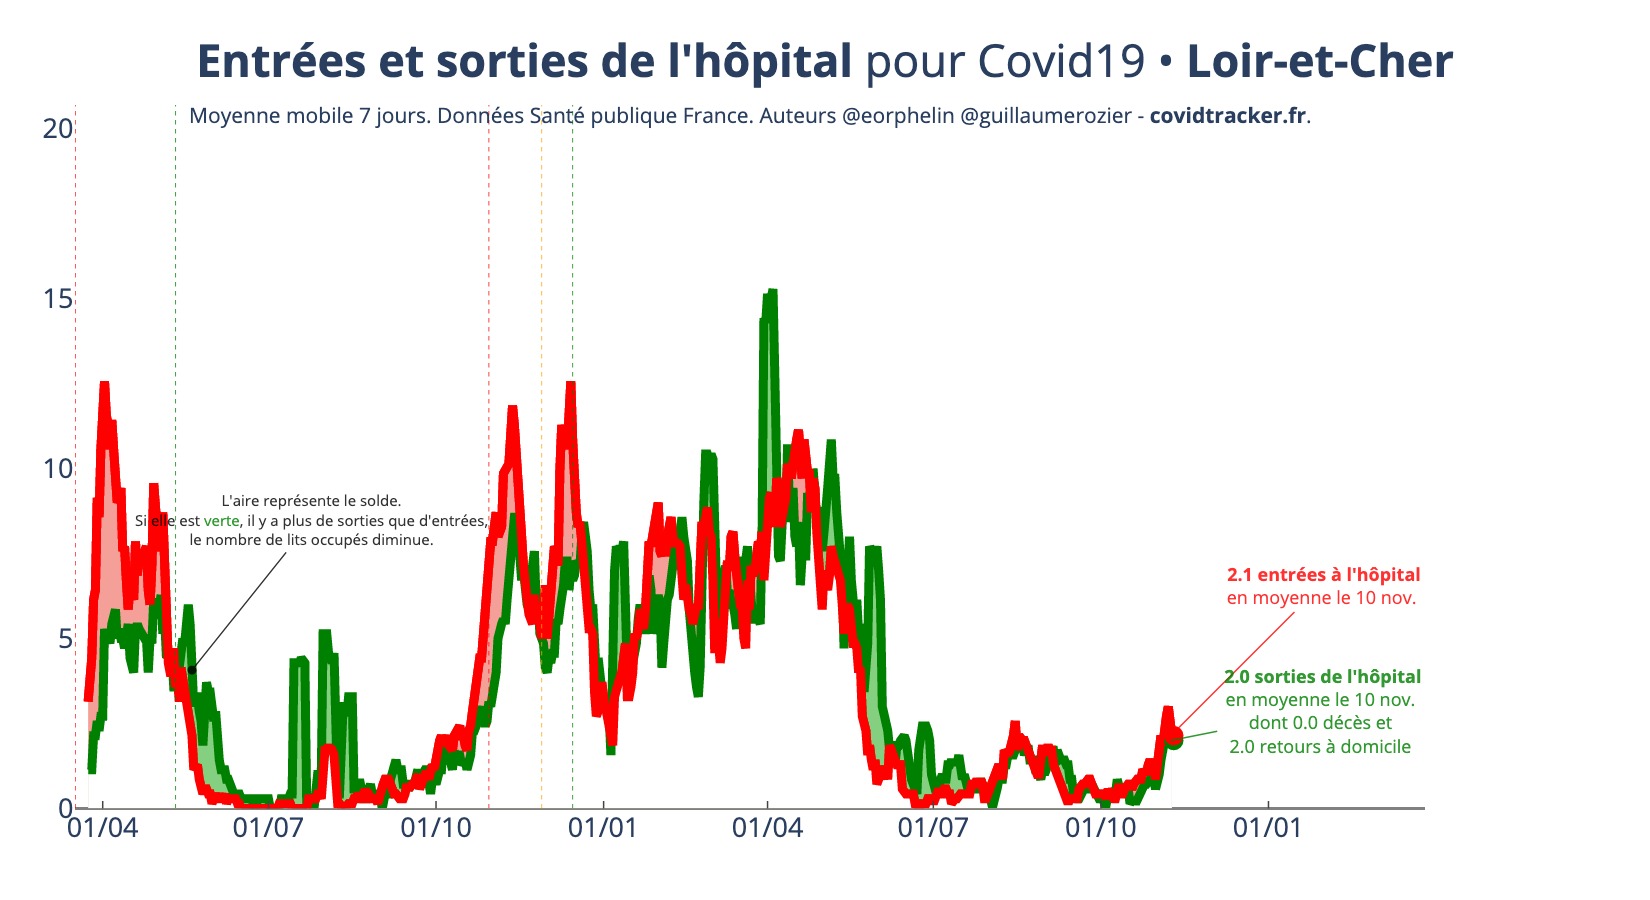 Entrées et sorties de l'hôpital pour Covid19 • Loir-et-Cher
Moyenne mobile 7 jours. Données Santé publique France. Auteurs @eorphelin @guillaumerozier - covidtracker.fr.
20
15
10
5
0
L'aire représente le solde.
Si elle est verte, il y a plus de sorties que d'entrées,
le nombre de lits occupés diminue.
2.1 entrées à l'hôpital
en moyenne le 10 nov.
2.0 sorties de l'hôpital
en moyenne le 10 nov.
dont 0.0 décès et
2.0 retours à domicile
01/04 01/07 01/10 01/01 01/04 01/07 01/10 01/01